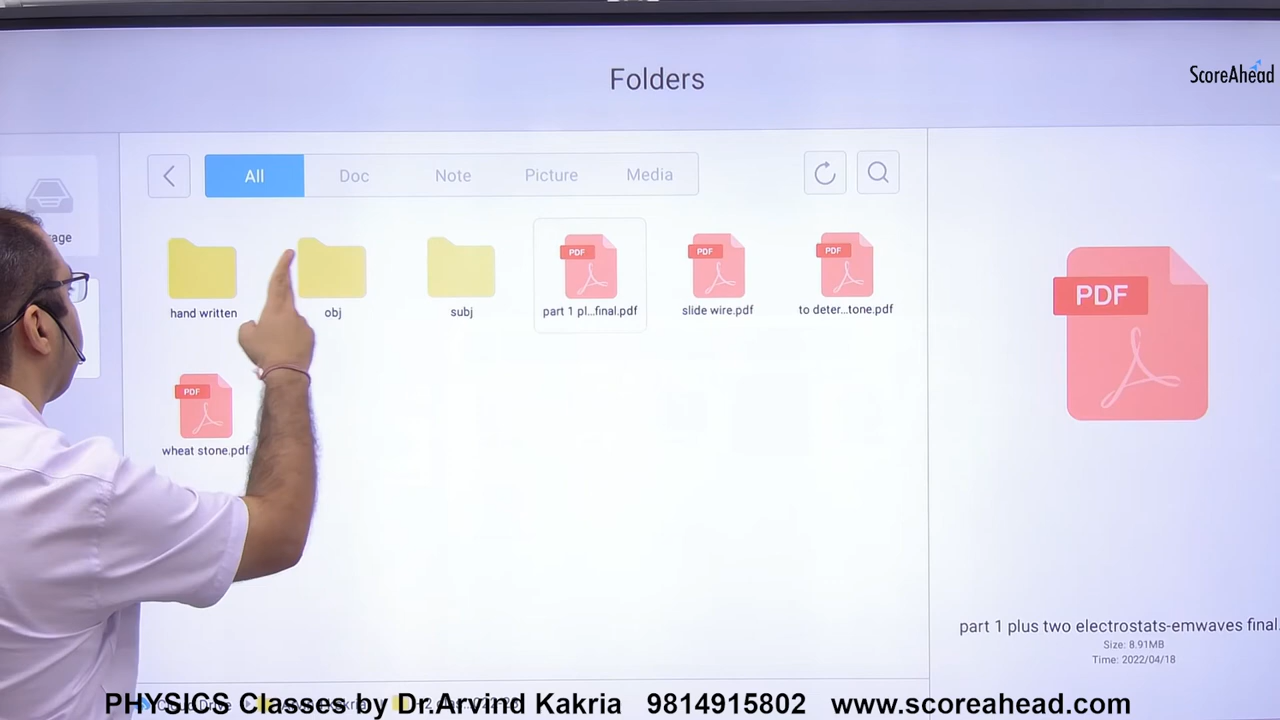 Folders
ScoreAhead
All
Doc
Note
Picture
Media
rage
PDF
PDF
PDF
PDF
hand written
obj
subj
part 1 pl...final.pdf
slide wire.pdf
to deter...tone.pdf
PDF
wheat stone.pdf
part 1 plus two electrostats-emwaves final.
Size: 8.91MB
Time: 2022/04/18
PHYSICS Classes by Dr.Arvind Kakria 9814915802 www.scoreahead.com